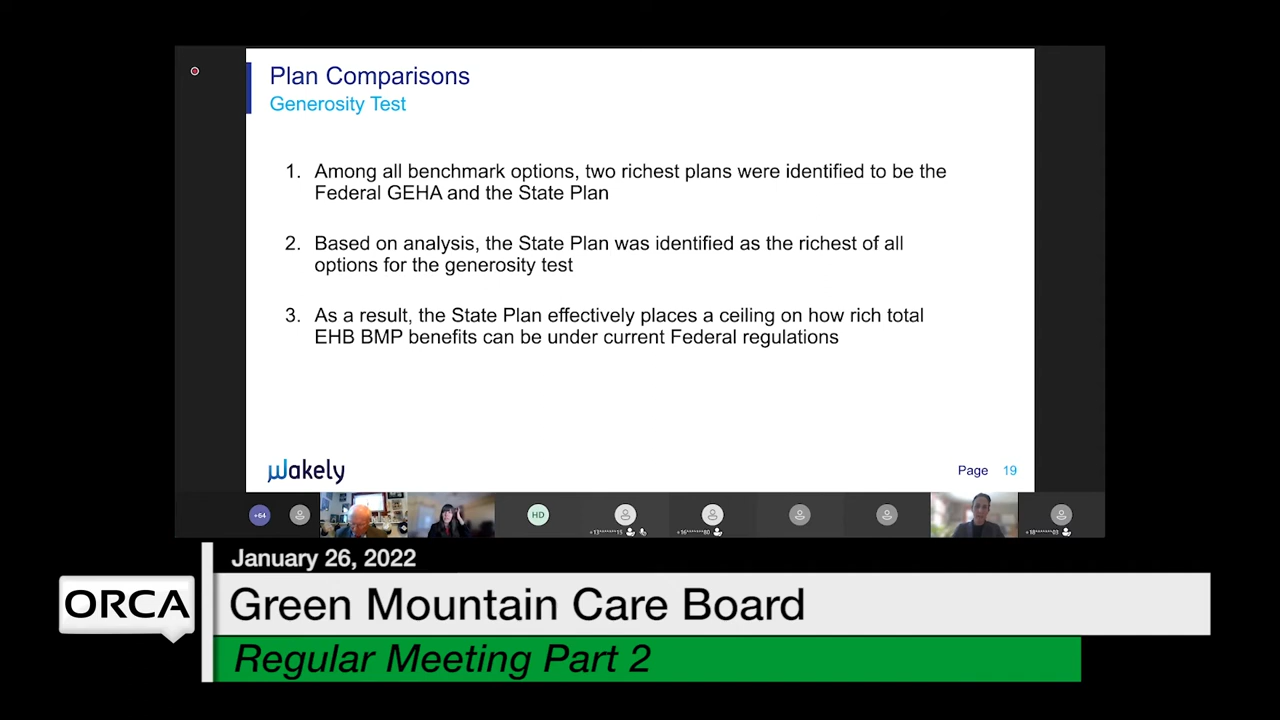 Plan Comparisons
Generosity Test
1. Among all benchmark options, two richest plans were identified to be the
Federal GEHA and the State Plan
2. Based on analysis, the State Plan was identified as the richest of all
options for the generosity test
3. As a result, the State Plan effectively places a ceiling on how rich total
EHB BMP benefits can be under current Federal regulations
wakely
Page 19
+64
HD
January 26, 2022
ORCA
Green Mountain Care Board
Regular Meeting Part 2